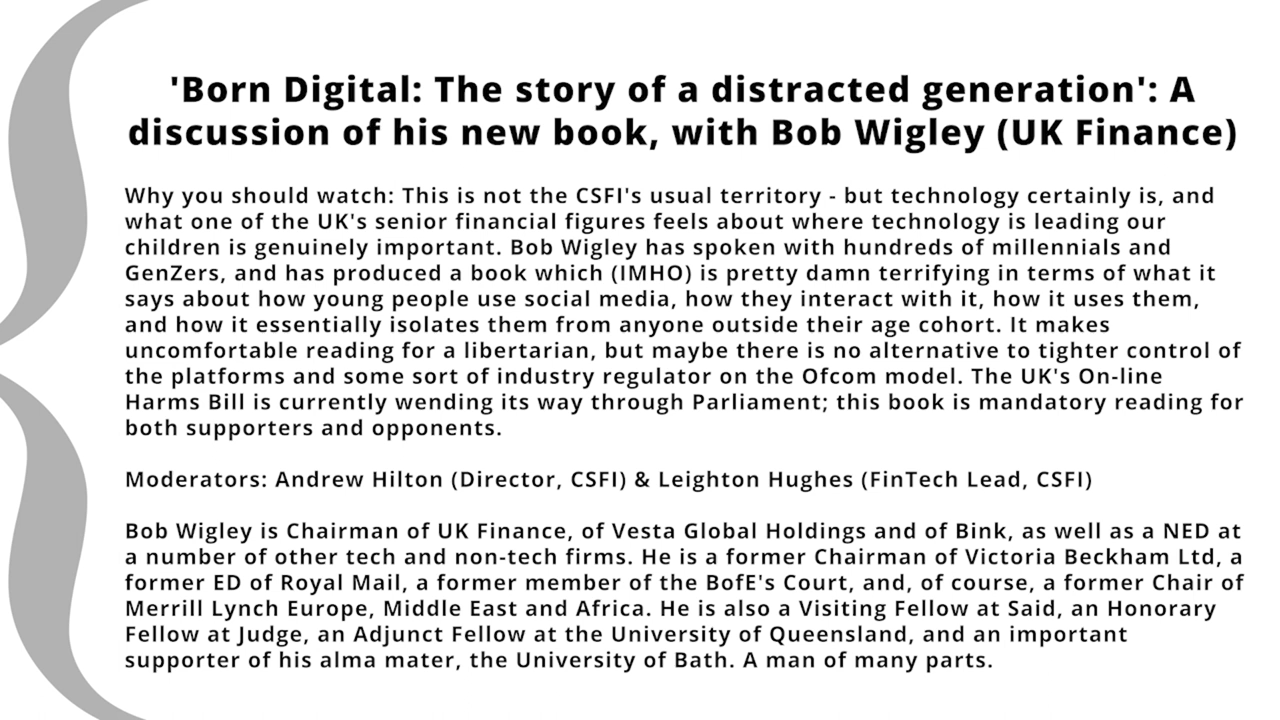 'Born Digital: The story of a distracted generation': A
discussion of his new book, with Bob Wigley (UK Finance)
Why you should watch: This is not the CSFI's usual territory - but technology certainly is, and
what one of the UK's senior financial figures feels about where technology is leading our
children is genuinely important. Bob Wigley has spoken with hundreds of millennials and
GenZers, and has produced a book which (IMHO) is pretty damn terrifying in terms of what it
says about how young people use social media, how they interact with it, how it uses them,
and how it essentially isolates them from anyone outside their age cohort. It makes
uncomfortable reading for a libertarian, but maybe there is no alternative to tighter control of
the platforms and some sort of industry regulator on the Ofcom model. The UK's On-line
Harms Bill is currently wending its way through Parliament; this book is mandatory reading for
both supporters and opponents.
Moderators: Andrew Hilton (Director, CSFI) & Leighton Hughes (FinTech Lead, CSFI)
Bob Wigley is Chairman of UK Finance, of Vesta Global Holdings and of Bink, as well as a NED at
a number of other tech and non-tech firms. He is a former Chairman of Victoria Beckham Ltd, a
former ED of Royal Mail, a former member of the BofE's Court, and, of course, a former Chair of
Merrill Lynch Europe, Middle East and Africa. He is also a Visiting Fellow at Said, an Honorary
Fellow at Judge, an Adjunct Fellow at the University of Queensland, and an important
supporter of his alma mater, the University of Bath. A man of many parts.